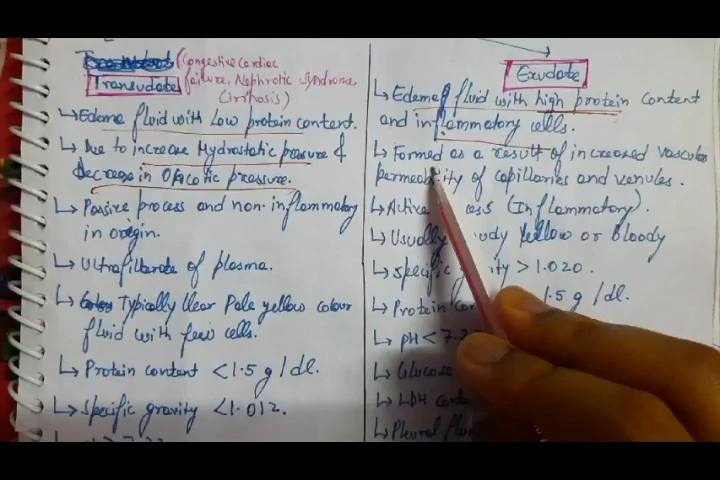 (Congestive Cardiac
Transudate failure, Nephrotic Syndrome
Cirrhosis)
↳ Edema fluid with Low protein content.
↳ Due to increase Hydrostatic pressure &
decrease in Oncotic pressure.
↳ Passive process and non-inflammatory
in origin.
↳ Ultrafiltrate of plasma.
↳ Typically clear Pale yellow colour
fluid with few cells.
↳ Protein content <1.5 g/dl.
↳ Specific gravity <1.012.
Exudate
↳ Edema fluid with high protein content
and inflammatory cells.
↳ Formed as a result of increased vascular
permeability of capillaries and venules.
↳ Active (Inflammatory).
↳ Usually yellow or Bloody
↳ Specific > 1.020.
↳ Protein 1.5 g/dl.
↳ pH <
↳ Glucose
↳ LDH
↳ Pleural